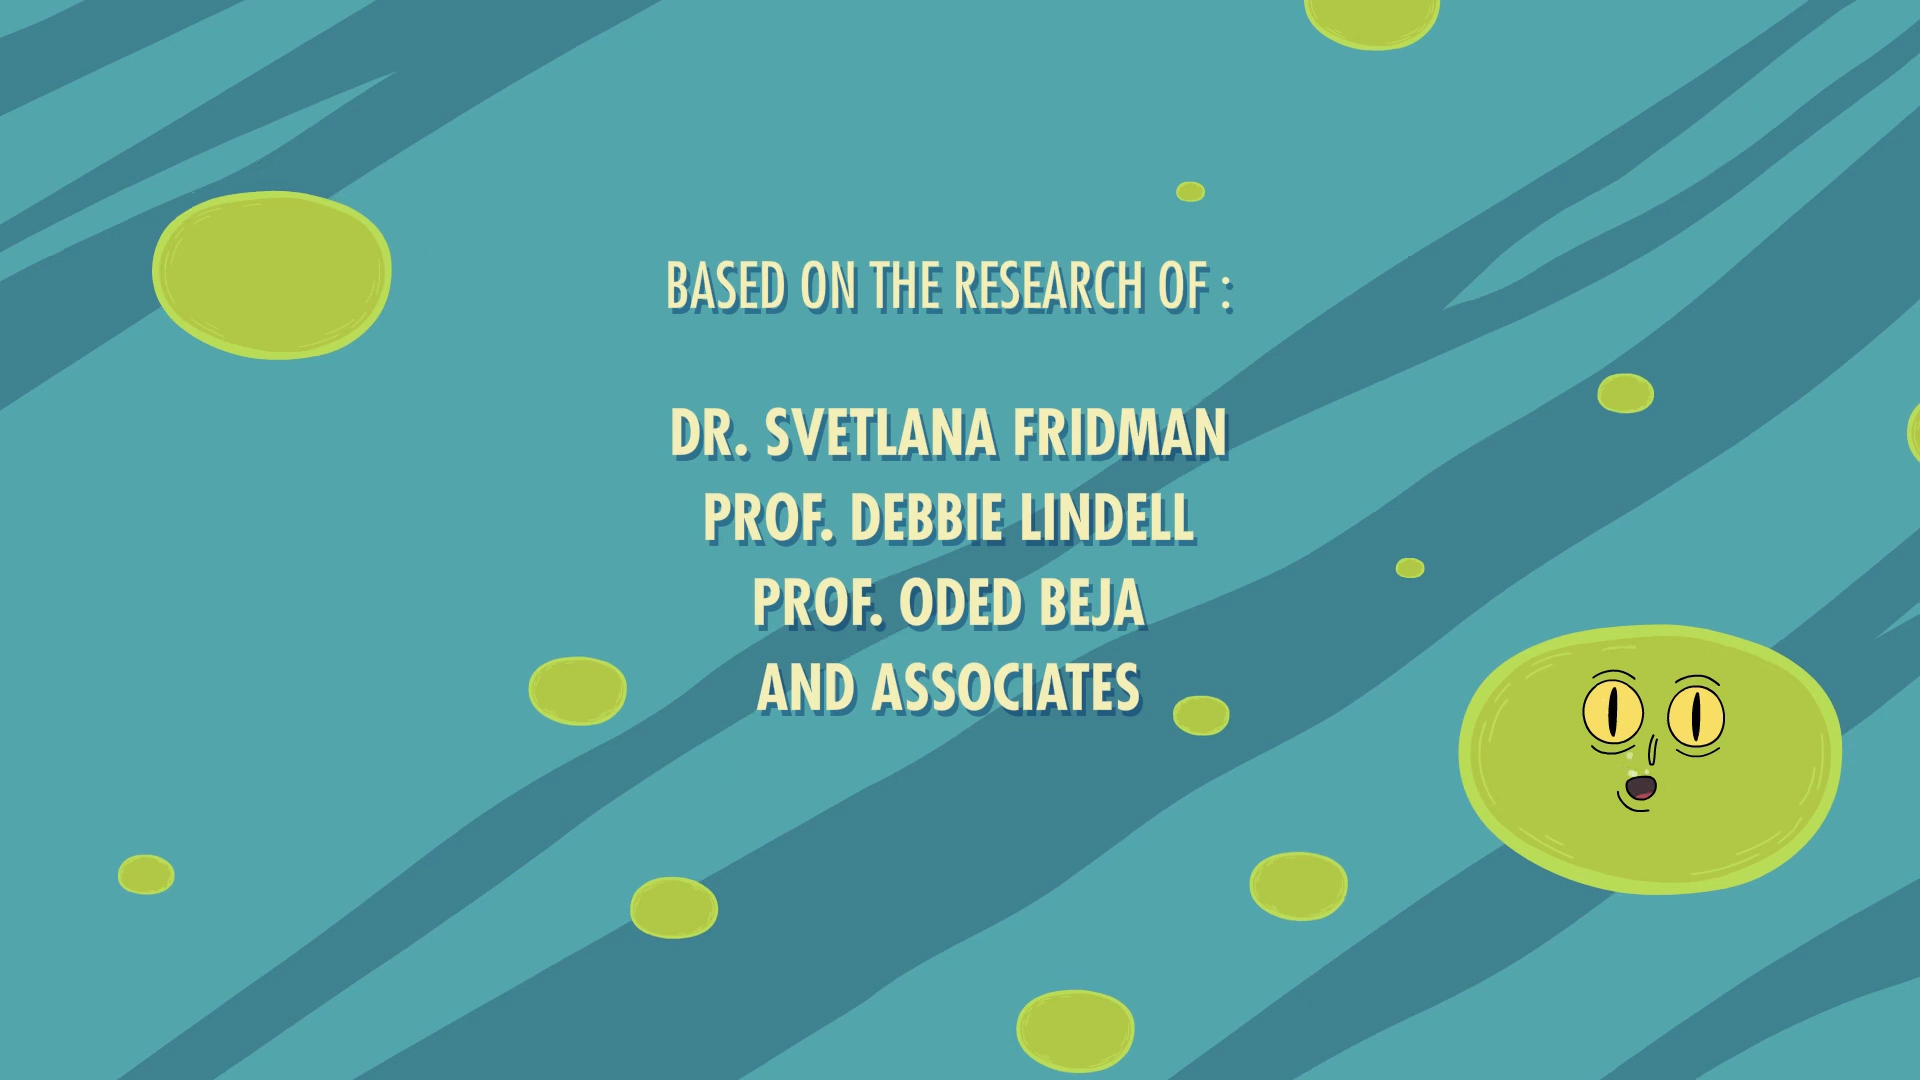 BASED ON THE RESEARCH OF :
DR. SVETLANA FRIDMAN
PROF. DEBBIE LINDELL
PROF. ODED BEJA
AND ASSOCIATES